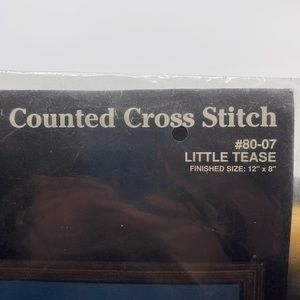 Counted Cross Stitch
#80-07
LITTLE TEASE
FINISHED SIZE: 12" x 8"